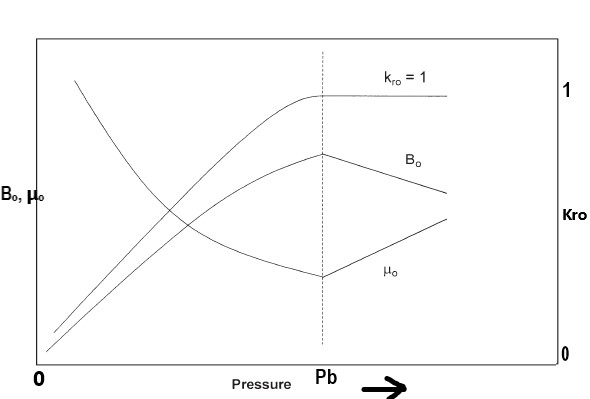 kro = 1
1
Bo
Bo, μo
Kro
μo
0
0
Pressure
Pb